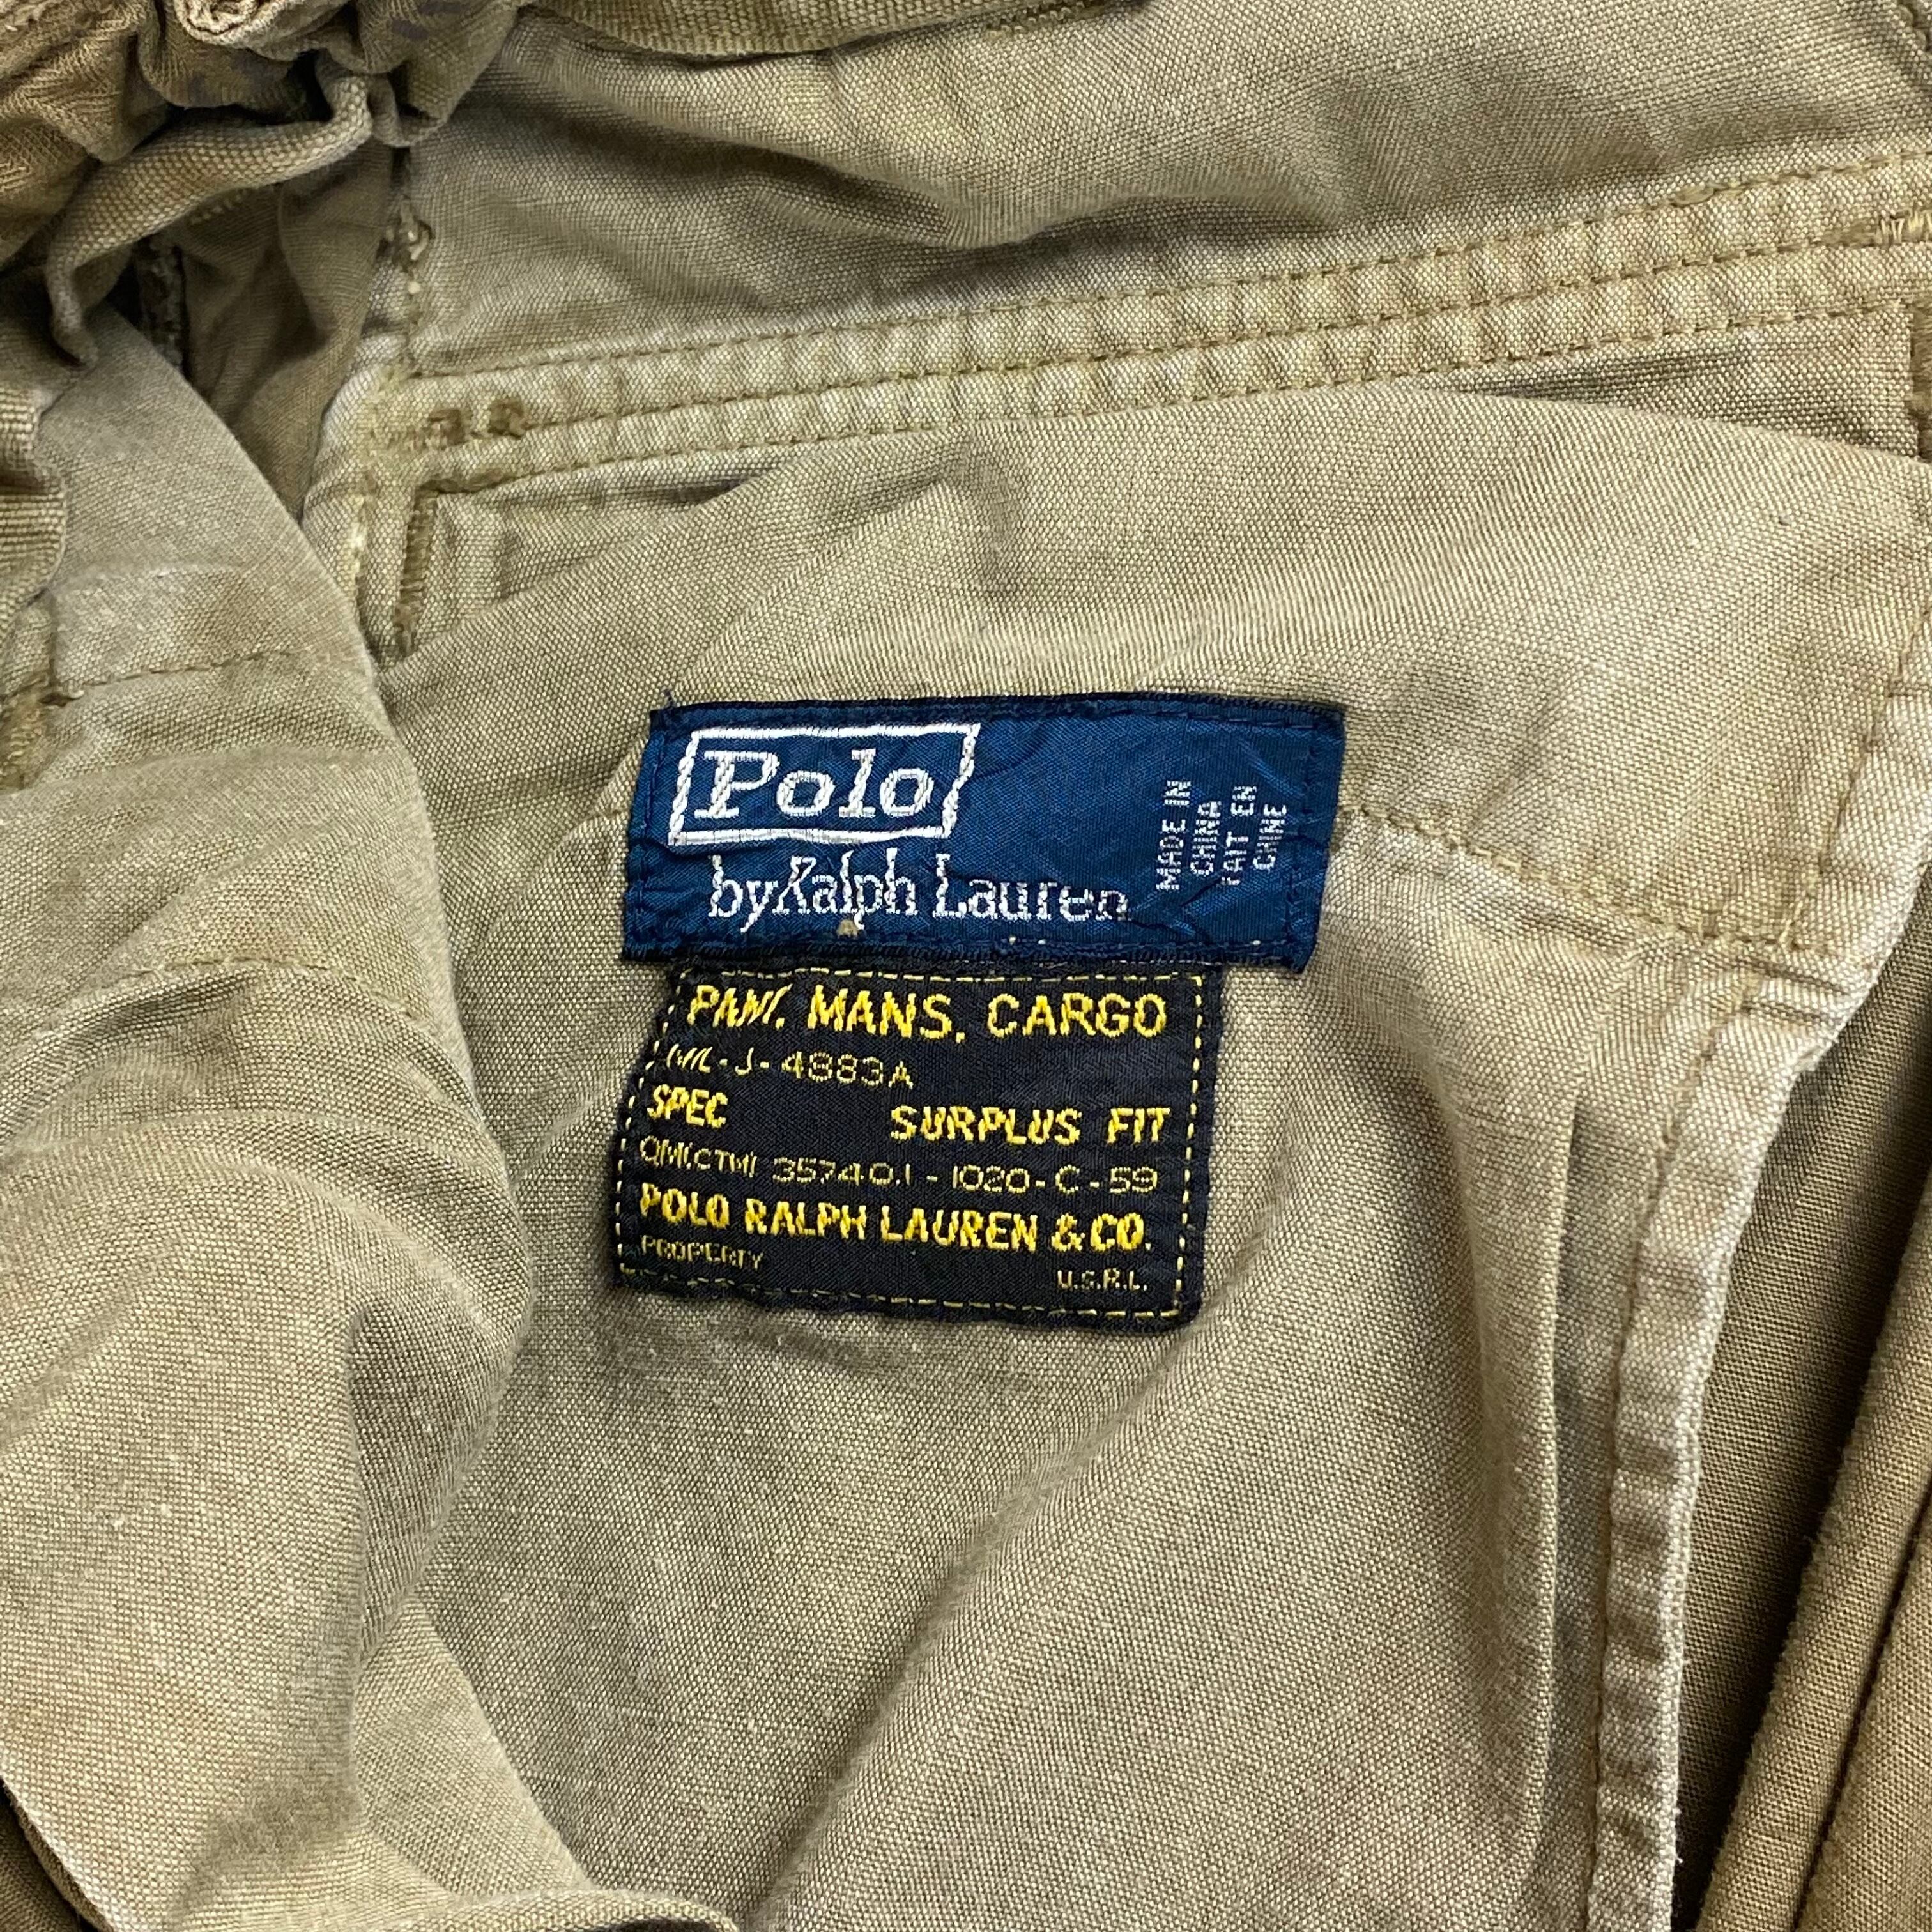 Polo
by Ralph Lauren
MADE IN
CHINA
FAIT EN
CHINE
PANT, MANS, CARGO
MIL-J-4883A
SPEC SURPLUS FIT
QM(CTM) 35740.1-1020-C-59
POLO RALPH LAUREN & CO.
PROPERTY U.S.R.L.